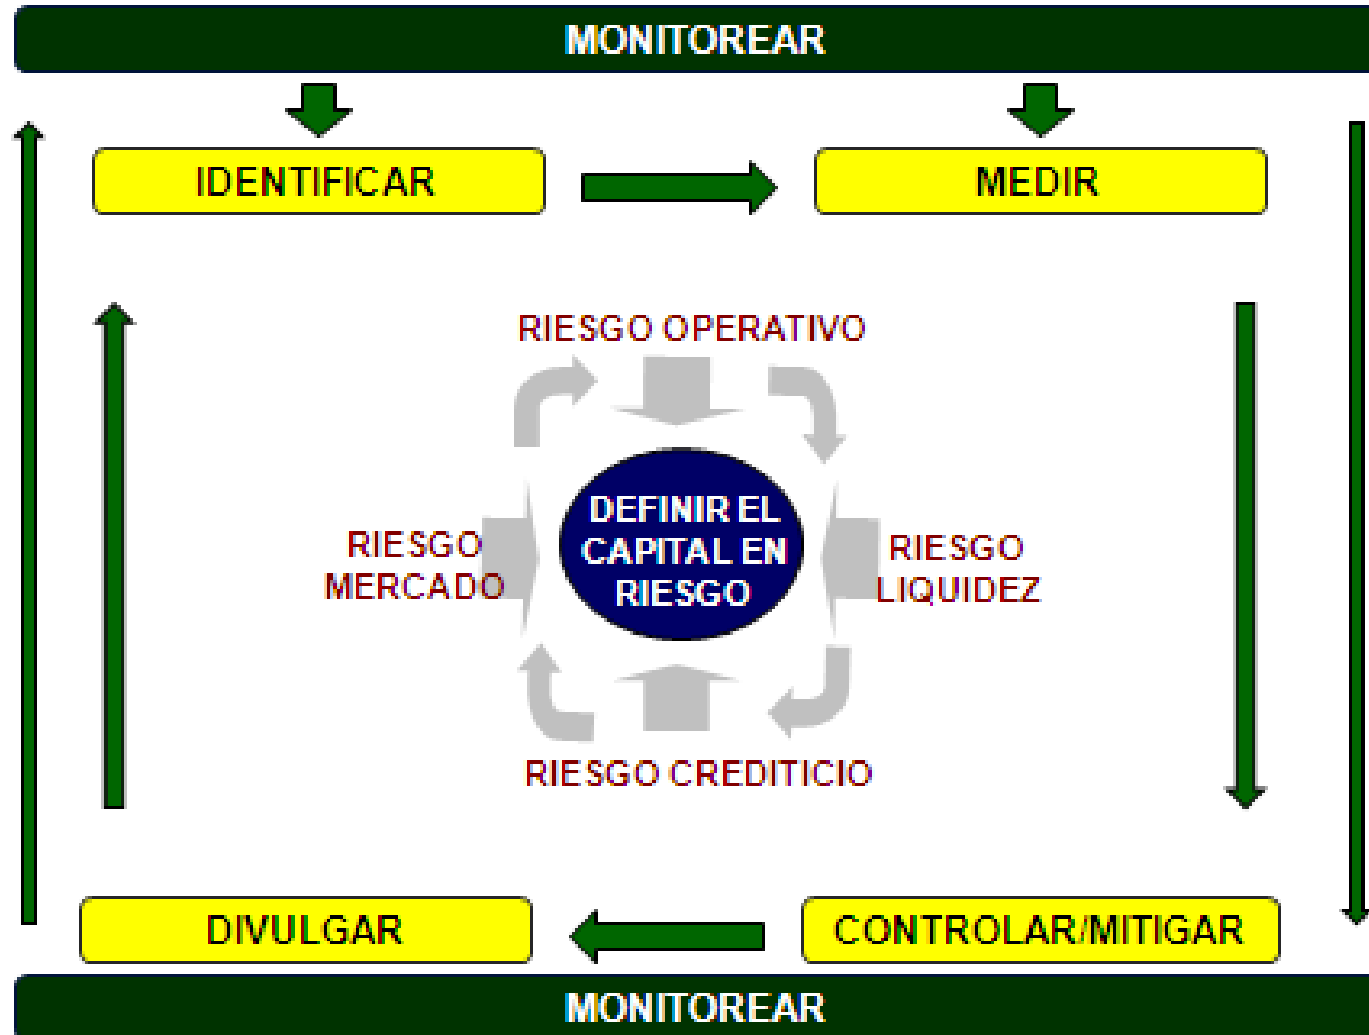 MONITOREAR
IDENTIFICAR
MEDIR
RIESGO OPERATIVO
DEFINIR EL
CAPITAL EN
RIESGO
RIESGO
MERCADO
RIESGO
LIQUIDEZ
RIESGO CREDITICIO
DIVULGAR
CONTROLAR/MITIGAR
MONITOREAR